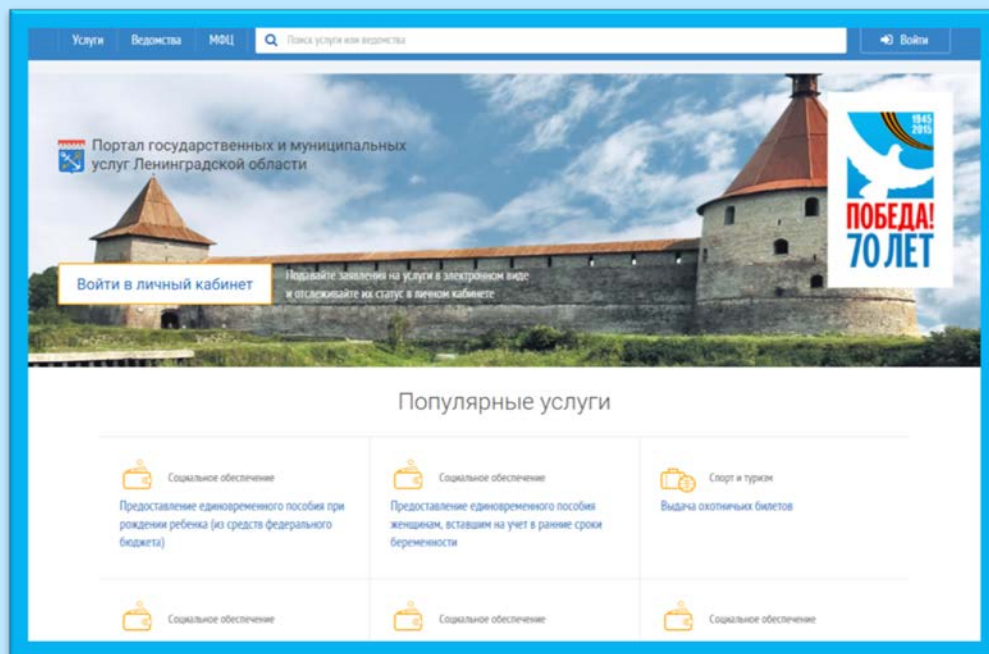 Услуги Ведомства МФЦ Поиск услуги или ведомства Войти
Портал государственных и муниципальных
услуг Ленинградской области
1945
2015
ПОБЕДА!
70 ЛЕТ
Войти в личный кабинет
Подавайте заявления на услуги в электронном виде
и отслеживайте их статус в личном кабинете
Популярные услуги
Социальное обеспечение
Предоставление единовременного пособия при
рождении ребенка (из средств федерального
бюджета)
Социальное обеспечение
Предоставление единовременного пособия
женщинам, вставшим на учет в ранние сроки
беременности
Спорт и туризм
Выдача охотничьих билетов
Социальное обеспечение
Социальное обеспечение
Социальное обеспечение